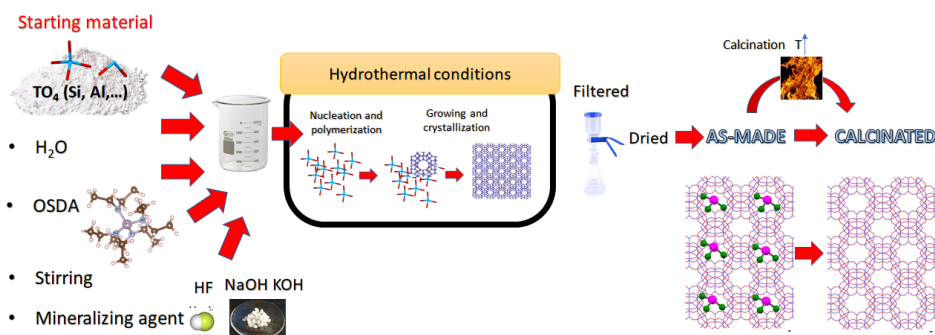 Starting material
TO₄ (Si, Al,...)
• H₂O
• OSDA
• Stirring
• Mineralizing agent
HF
NaOH KOH
Hydrothermal conditions
Nucleation and
polymerization
Growing and
crystallization
Filtered
Dried
Calcination T↑
AS-MADE
CALCINATED